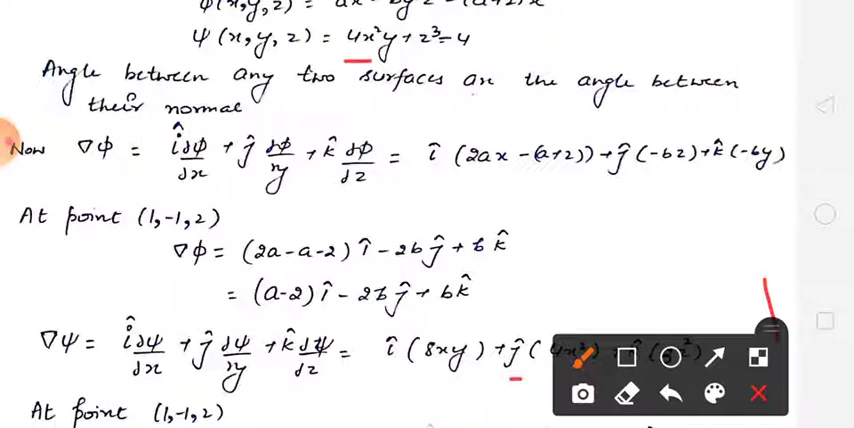 ψ(x, y, z) = 4x²y + z³ - 4
Angle between any two surfaces are the angle between
their normal
Now ∇φ = î ∂φ/∂x + ĵ ∂φ/∂y + k̂ ∂φ/∂z = î (2ax - (a+2)) + ĵ (-bz) + k̂ (-by)
At point (1, -1, 2)
∇φ = (2a - a - 2) î - 2b ĵ + b k̂
= (a - 2) î - 2b ĵ + b k̂
∇ψ = î ∂ψ/∂x + ĵ ∂ψ/∂y + k̂ ∂ψ/∂z = î (8xy) + ĵ (4x²)
At point (1, -1, 2)